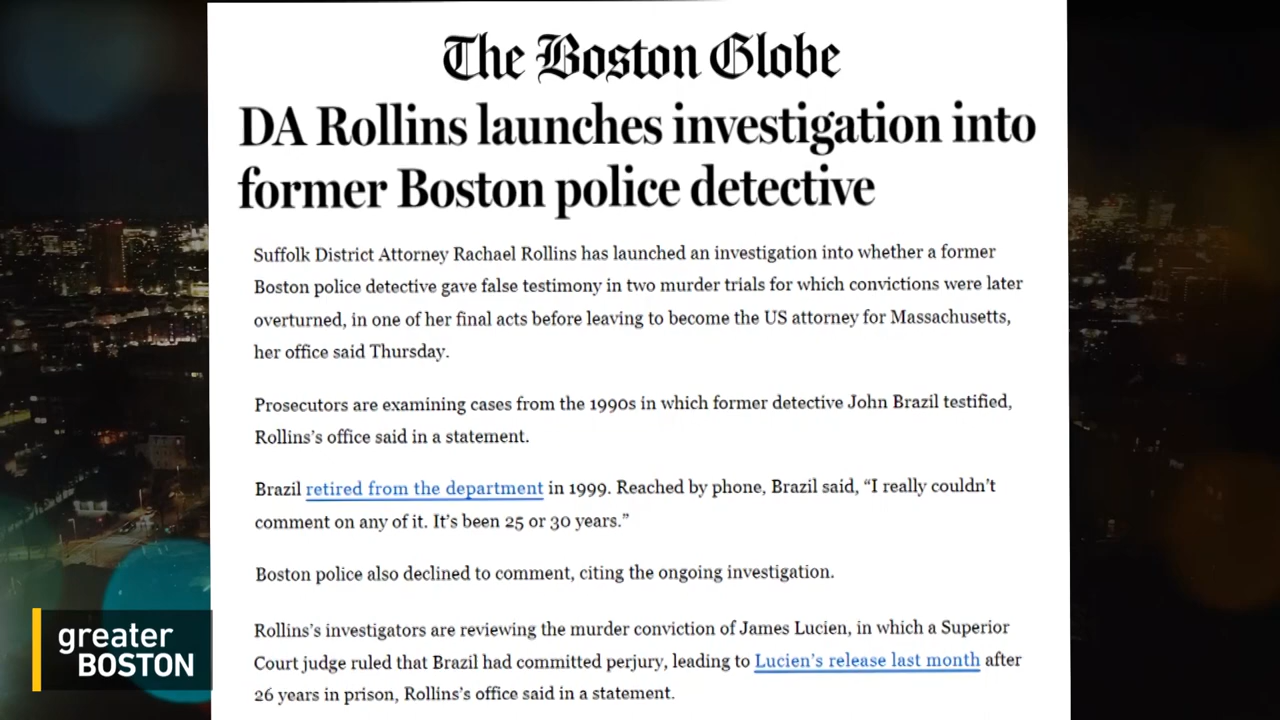 The Boston Globe
DA Rollins launches investigation into
former Boston police detective
Suffolk District Attorney Rachael Rollins has launched an investigation into whether a former
Boston police detective gave false testimony in two murder trials for which convictions were later
overturned, in one of her final acts before leaving to become the US attorney for Massachusetts,
her office said Thursday.
Prosecutors are examining cases from the 1990s in which former detective John Brazil testified,
Rollins’s office said in a statement.
Brazil retired from the department in 1999. Reached by phone, Brazil said, “I really couldn’t
comment on any of it. It’s been 25 or 30 years.”
Boston police also declined to comment, citing the ongoing investigation.
Rollins’s investigators are reviewing the murder conviction of James Lucien, in which a Superior
Court judge ruled that Brazil had committed perjury, leading to Lucien’s release last month after
26 years in prison, Rollins’s office said in a statement.
greater
BOSTON